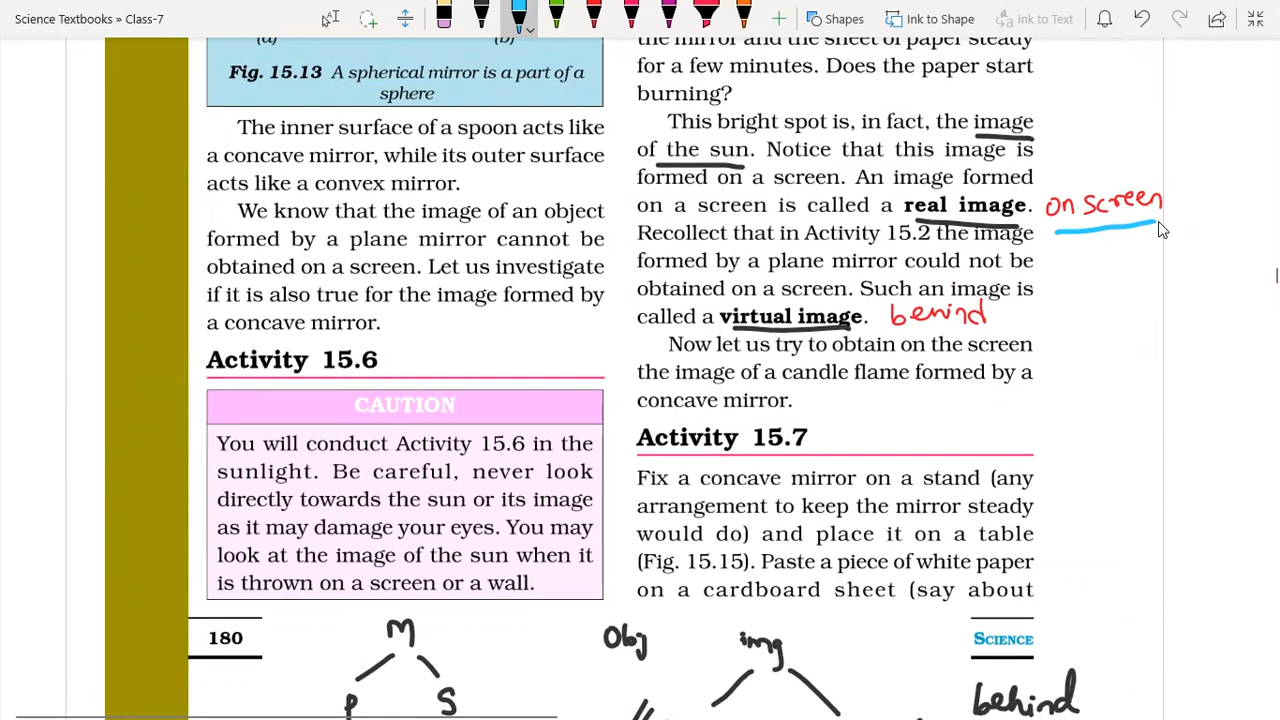 Science Textbooks » Class-7
Shapes
Ink to Shape
Ink to Text
(a) (b)
Fig. 15.13 A spherical mirror is a part of a
sphere
The inner surface of a spoon acts like
a concave mirror, while its outer surface
acts like a convex mirror.
We know that the image of an object
formed by a plane mirror cannot be
obtained on a screen. Let us investigate
if it is also true for the image formed by
a concave mirror.
Activity 15.6
CAUTION
You will conduct Activity 15.6 in the
sunlight. Be careful, never look
directly towards the sun or its image
as it may damage your eyes. You may
look at the image of the sun when it
is thrown on a screen or a wall.
180
the mirror and the sheet of paper steady
for a few minutes. Does the paper start
burning?
This bright spot is, in fact, the image
of the sun. Notice that this image is
formed on a screen. An image formed
on a screen is called a real image. on screen
Recollect that in Activity 15.2 the image
formed by a plane mirror could not be
obtained on a screen. Such an image is
called a virtual image. behind
Now let us try to obtain on the screen
the image of a candle flame formed by a
concave mirror.
Activity 15.7
Fix a concave mirror on a stand (any
arrangement to keep the mirror steady
would do) and place it on a table
(Fig. 15.15). Paste a piece of white paper
on a cardboard sheet (say about
SCIENCE
M
P S
Obj img
behind